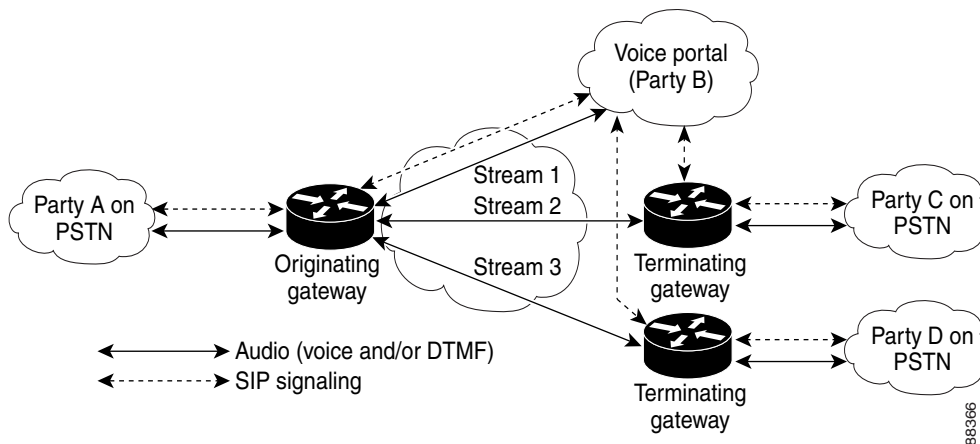 Voice portal
(Party B)
Stream 1
Party A on
PSTN
Stream 2
Party C on
PSTN
Originating
gateway
Stream 3
Terminating
gateway
Party D on
PSTN
Audio (voice and/or DTMF)
SIP signaling
Terminating
gateway
88366